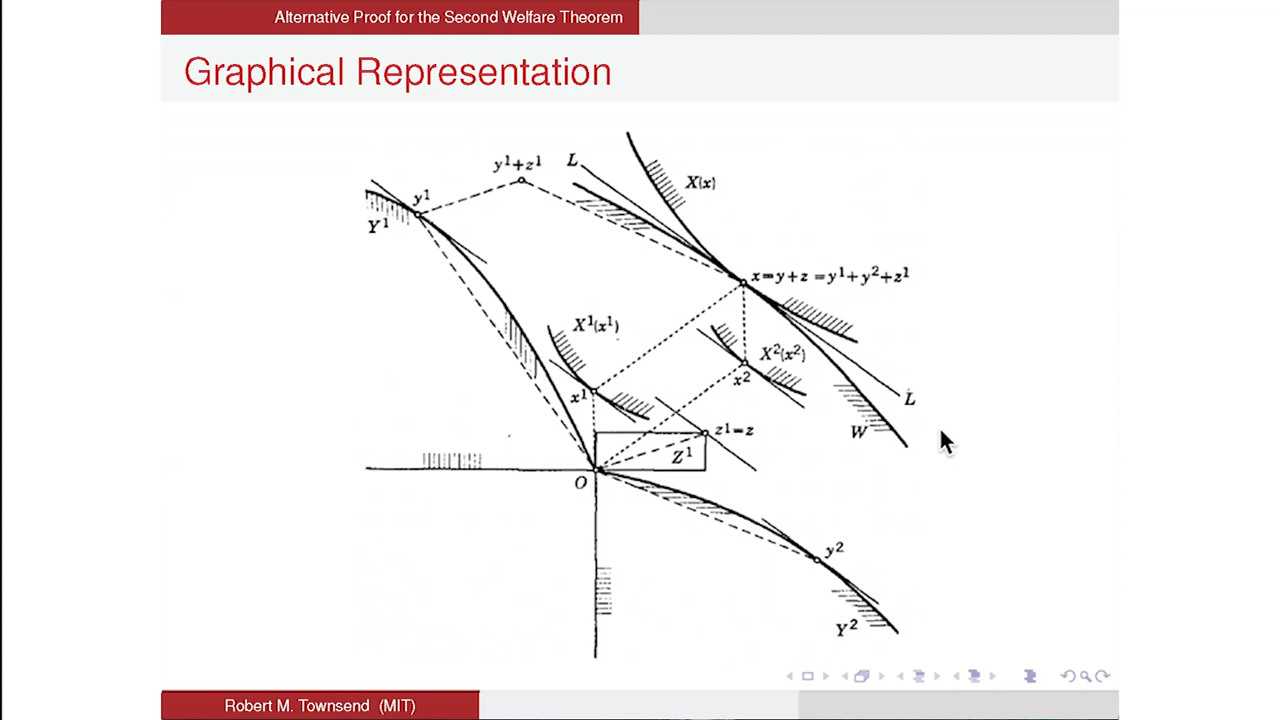 Alternative Proof for the Second Welfare Theorem
Graphical Representation
y¹+z¹
L
X(x)
y¹
Y¹
x=y+z=y¹+y²+z¹
X¹(x¹)
X²(x²)
x¹
x²
L
z¹=z
W
Z¹
O
y²
Y²
Robert M. Townsend (MIT)